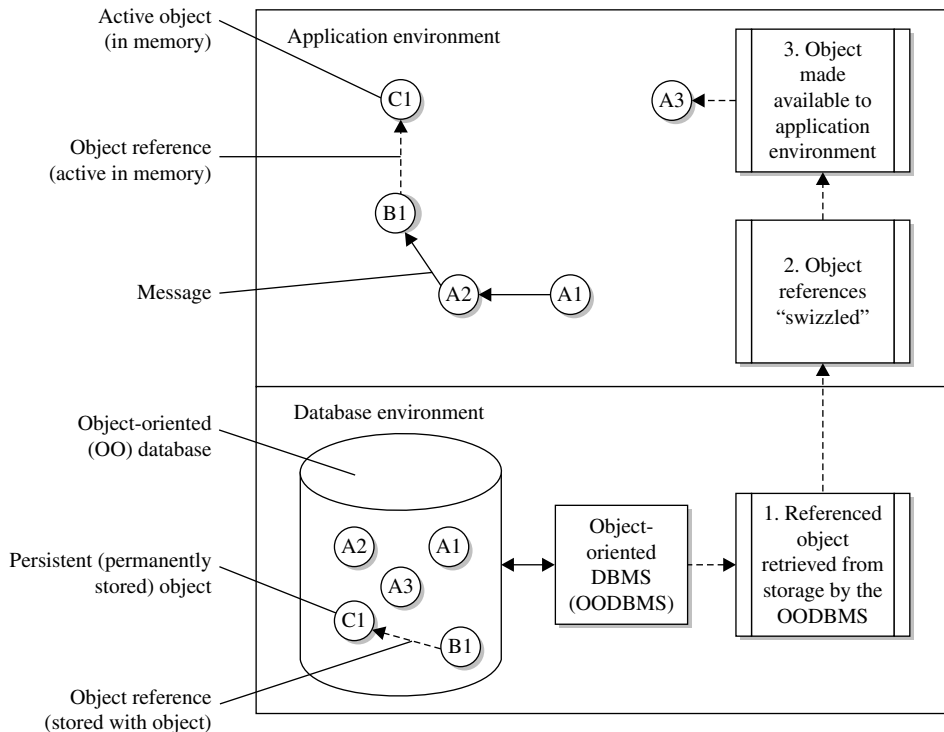 Active object
(in memory)
Application environment
C1
A3
3. Object
made
available to
application
environment
Object reference
(active in memory)
B1
2. Object
references
“swizzled”
Message
A2
A1
Database environment
Object-oriented
(OO) database
A2
A1
A3
C1
B1
Persistent (permanently
stored) object
Object reference
(stored with object)
Object-
oriented
DBMS
(OODBMS)
1. Referenced
object
retrieved from
storage by the
OODBMS